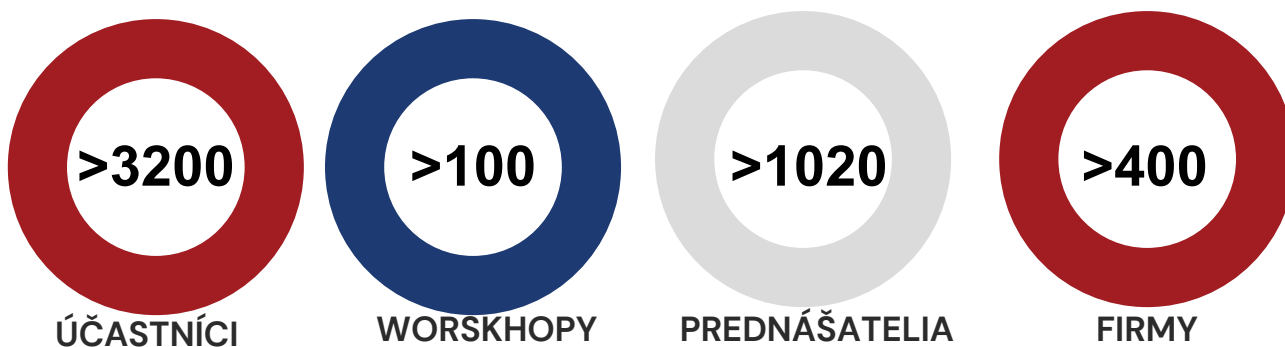 >3200
ÚČASTNÍCI
>100
WORSKHOPY
>1020
PREDNÁŠATELIA
>400
FIRMY